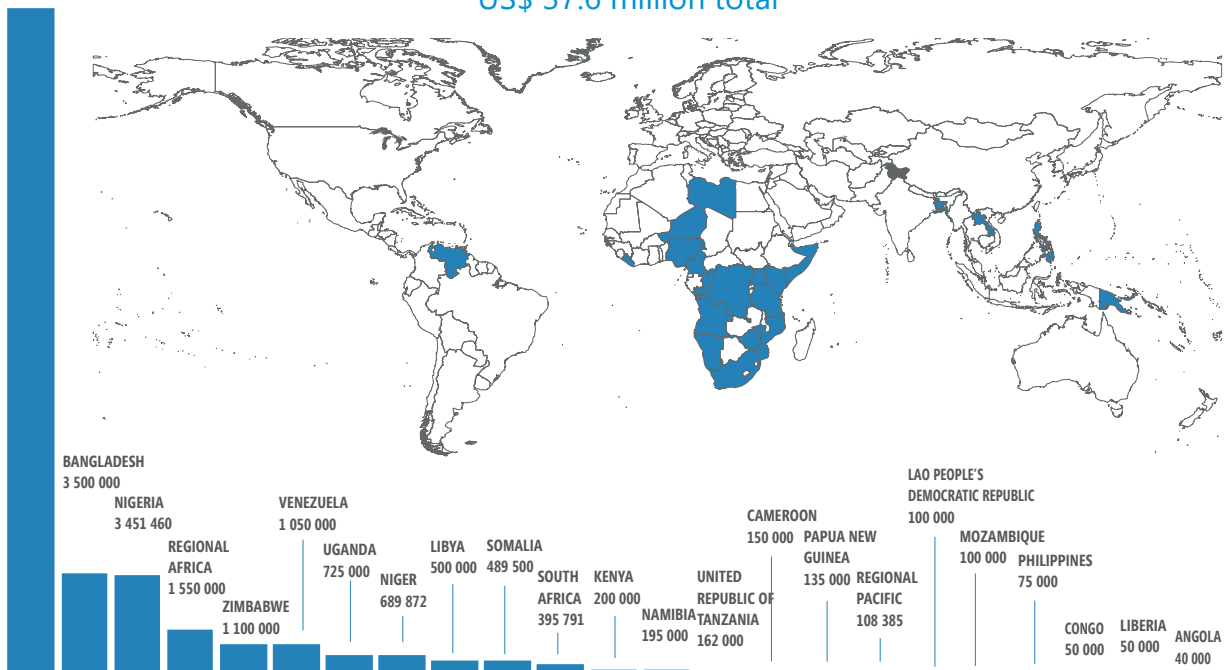 US$ 37.6 million total
BANGLADESH
3 500 000
NIGERIA
3 451 460
REGIONAL
AFRICA
1 550 000
ZIMBABWE
1 100 000
VENEZUELA
1 050 000
UGANDA
725 000
NIGER
689 872
LIBYA
500 000
SOMALIA
489 500
SOUTH
AFRICA
395 791
KENYA
200 000
NAMIBIA
195 000
UNITED
REPUBLIC OF
TANZANIA
162 000
CAMEROON
150 000
PAPUA NEW
GUINEA
135 000
REGIONAL
PACIFIC
108 385
LAO PEOPLE'S
DEMOCRATIC REPUBLIC
100 000
MOZAMBIQUE
100 000
PHILIPPINES
75 000
CONGO
50 000
LIBERIA
50 000
ANGOLA
40 000